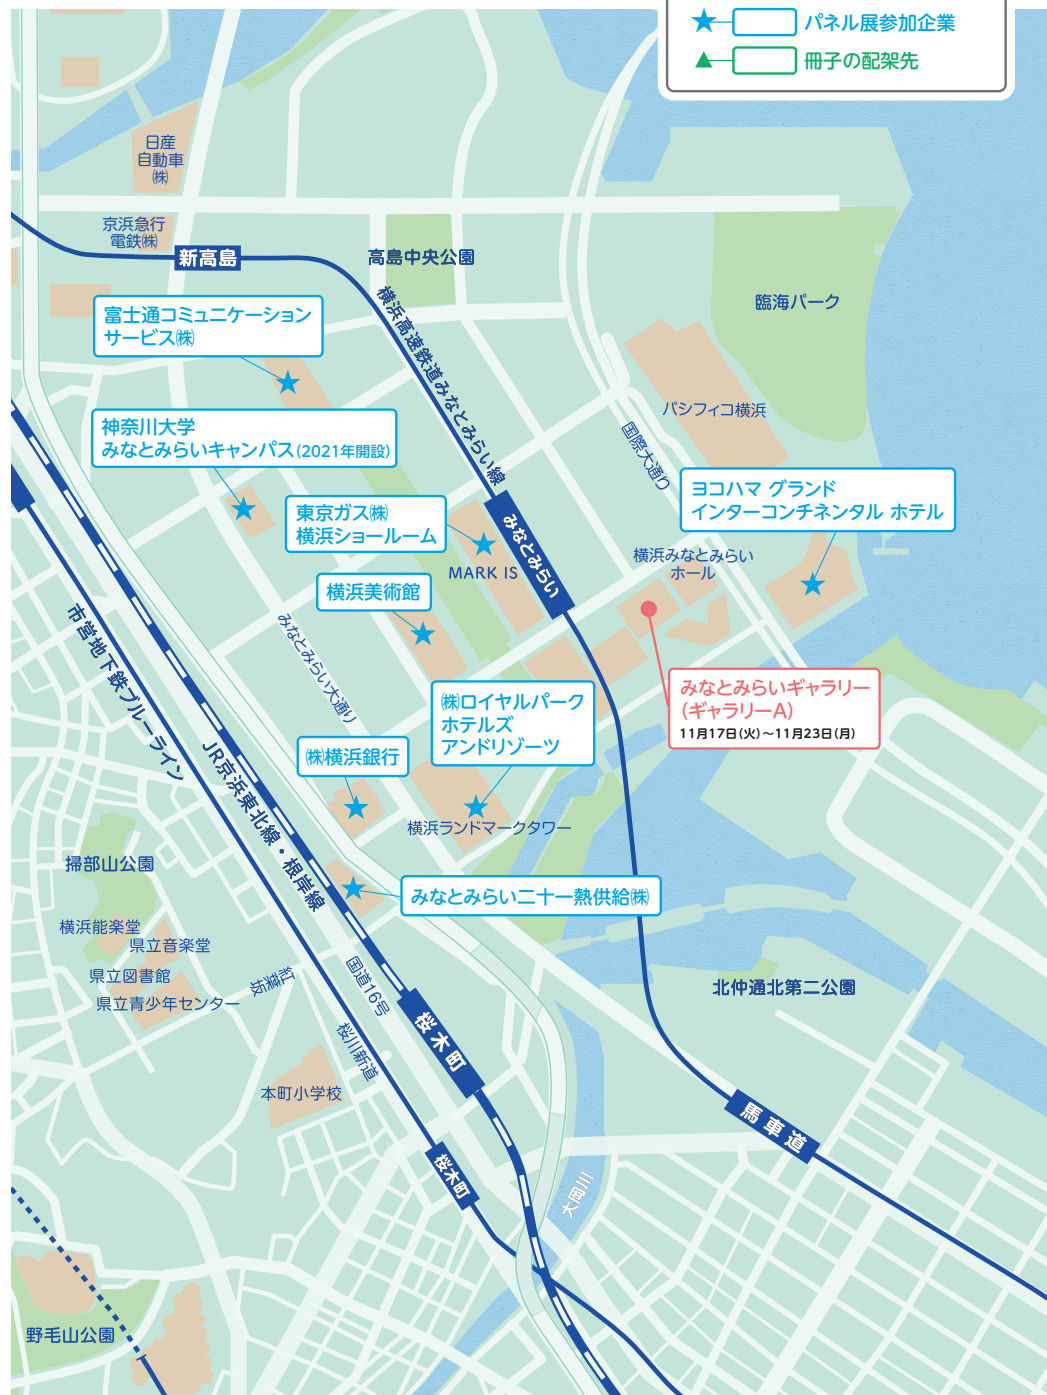 パネル展参加企業
冊子の配架先
日産
自動車
㈱
京浜急行
電鉄㈱
新高島
高島中央公園
臨海パーク
富士通コミュニケーション
サービス㈱
横浜高速鉄道みなとみらい線
パシフィコ横浜
国際大通り
神奈川大学
みなとみらいキャンパス(2021年開設)
ヨコハマ グランド
インターコンチネンタル ホテル
東京ガス㈱
横浜ショールーム
みなとみらい
横浜みなとみらい
ホール
MARK IS
横浜美術館
市営地下鉄ブルーライン
みなとみらい大通り
㈱ロイヤルパーク
ホテルズ
アンドリゾーツ
みなとみらいギャラリー
(ギャラリーA)
11月17日(火)～11月23日(月)
㈱横浜銀行
JR京浜東北線・根岸線
横浜ランドマークタワー
掃部山公園
みなとみらい二十一熱供給㈱
横浜能楽堂
県立音楽堂
県立図書館
県立青少年センター
紅葉坂
国道16号
北仲通北第二公園
桜木町
桜川新道
本町小学校
馬車道
桜木町
大岡川
野毛山公園